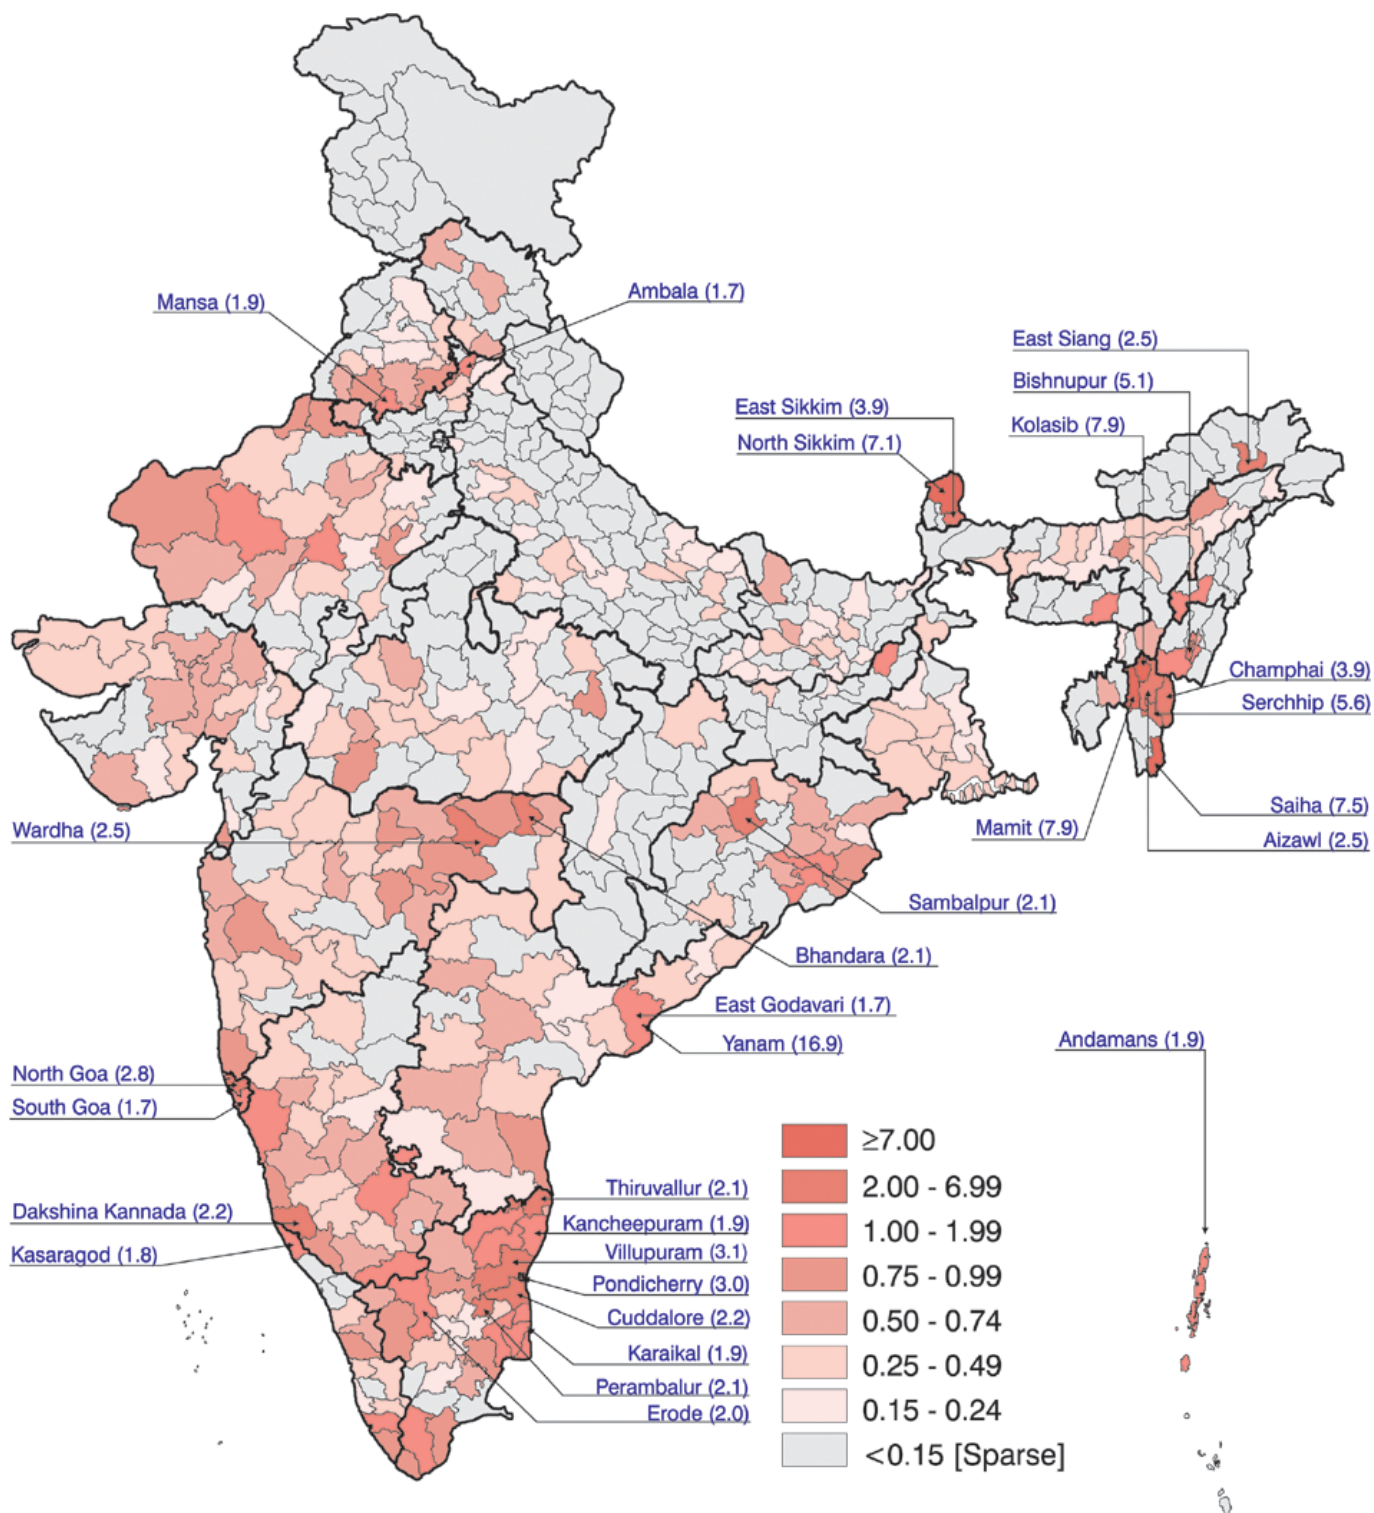 Mansa (1.9)
Ambala (1.7)
East Siang (2.5)
Bishnupur (5.1)
East Sikkim (3.9)
Kolasib (7.9)
North Sikkim (7.1)
Champhai (3.9)
Serchhip (5.6)
Saiha (7.5)
Wardha (2.5)
Mamit (7.9)
Aizawl (2.5)
Sambalpur (2.1)
Bhandara (2.1)
East Godavari (1.7)
Yanam (16.9)
Andamans (1.9)
North Goa (2.8)
South Goa (1.7)
Dakshina Kannada (2.2)
Kasaragod (1.8)
Thiruvallur (2.1)
Kancheepuram (1.9)
Villupuram (3.1)
Pondicherry (3.0)
Cuddalore (2.2)
Karaikal (1.9)
Perambalur (2.1)
Erode (2.0)
≥7.00
2.00 - 6.99
1.00 - 1.99
0.75 - 0.99
0.50 - 0.74
0.25 - 0.49
0.15 - 0.24
<0.15 [Sparse]